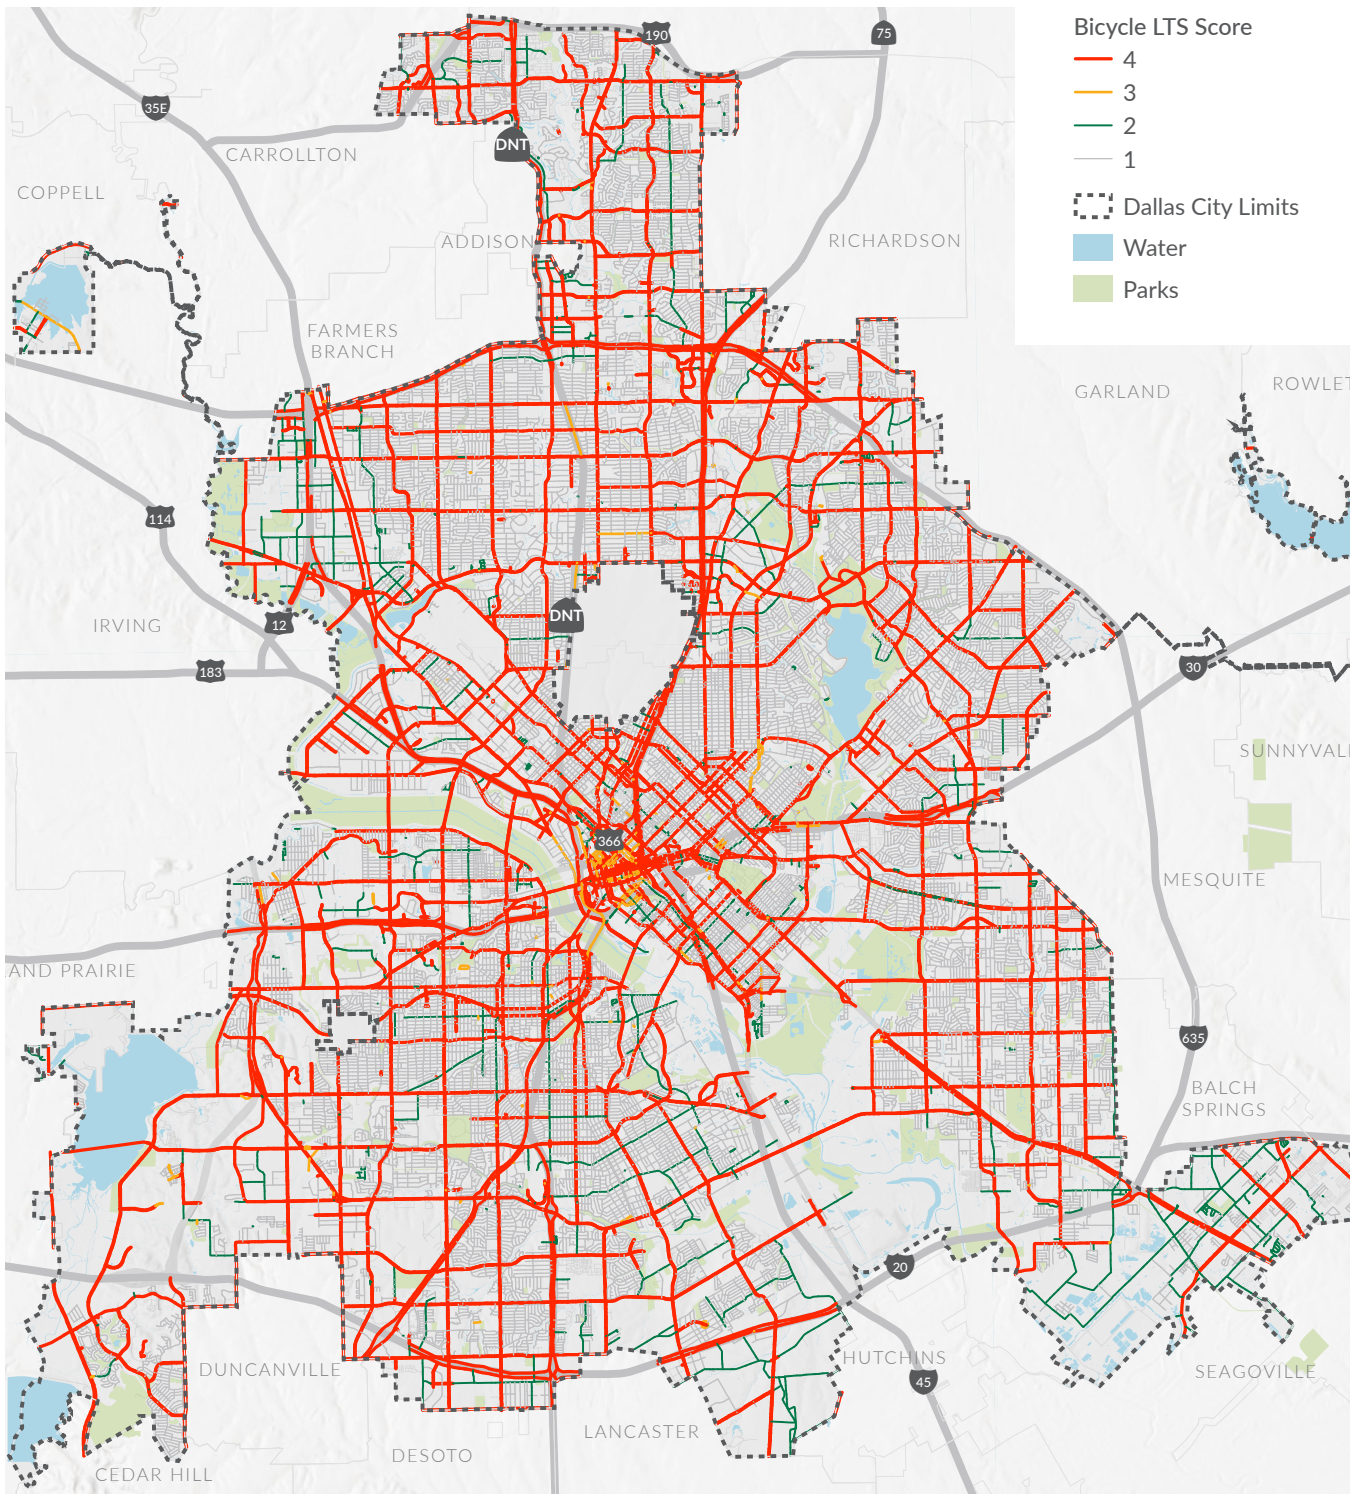 Bicycle LTS Score
4
3
2
1
Dallas City Limits
Water
Parks
190
75
35E
DNT
CARROLLTON
COPPELL
ADDISON
RICHARDSON
FARMERS
BRANCH
GARLAND
ROWLET
114
IRVING
12
DNT
183
30
SUNNYVAL
366
MESQUITE
AND PRAIRIE
635
BALCH
SPRINGS
20
DUNCANVILLE
HUTCHINS
45
SEAGOVILLE
LANCASTER
DESOTO
CEDAR HILL